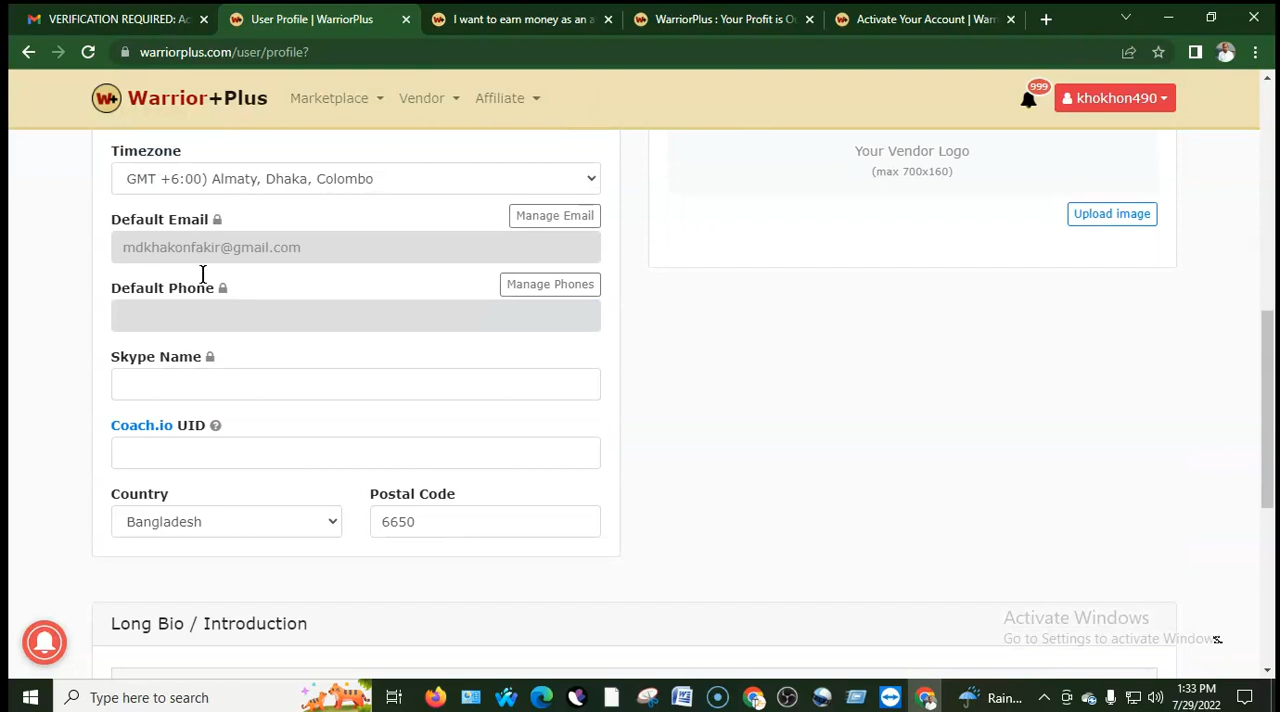 VERIFICATION REQUIRED: Ac
User Profile | WarriorPlus
I want to earn money as an a
WarriorPlus : Your Profit is O
Activate Your Account | Warr
warriorplus.com/user/profile?
W+ Warrior+Plus
Marketplace
Vendor
Affiliate
999
khokhon490
Timezone
GMT +6:00) Almaty, Dhaka, Colombo
Default Email
Manage Email
mdkhakonfakir@gmail.com
Default Phone
Manage Phones
Skype Name
Coach.io UID
Country
Postal Code
Bangladesh
6650
Your Vendor Logo
(max 700x160)
Upload image
Long Bio / Introduction
Activate Windows
Go to Settings to activate Windows.
Type here to search
Rain...
1:33 PM
7/29/2022